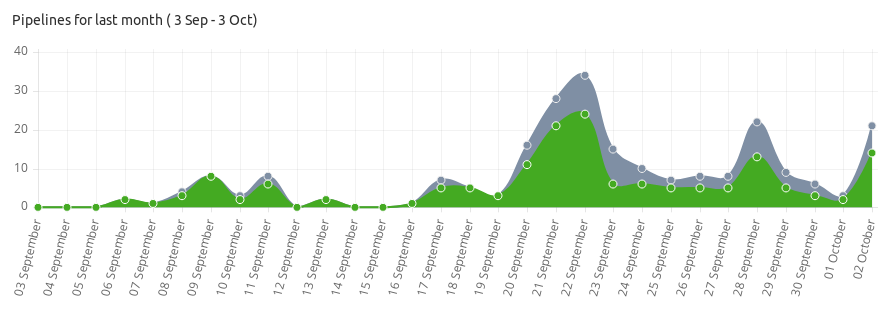 Pipelines for last month ( 3 Sep - 3 Oct)
40
30
20
10
0
03 September
04 September
05 September
06 September
07 September
08 September
09 September
10 September
11 September
12 September
13 September
14 September
15 September
16 September
17 September
18 September
19 September
20 September
21 September
22 September
23 September
24 September
25 September
26 September
27 September
28 September
29 September
30 September
01 October
02 October